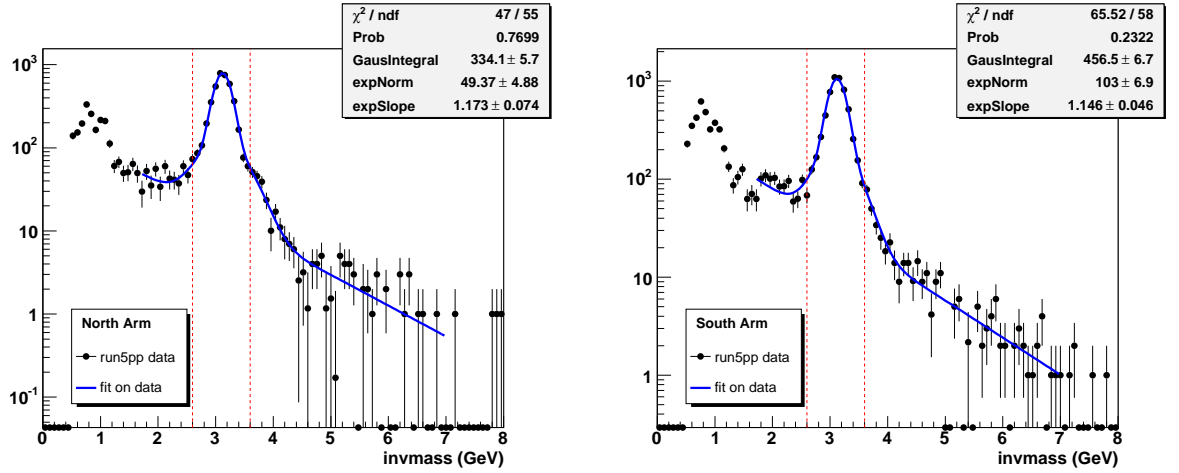 χ² / ndf 47 / 55
Prob 0.7699
GausIntegral 334.1 ± 5.7
expNorm 49.37 ± 4.88
expSlope 1.173 ± 0.074
10³
10²
10
1
10⁻¹
North Arm
run5pp data
fit on data
0 1 2 3 4 5 6 7 8
invmass (GeV)
χ² / ndf 65.52 / 58
Prob 0.2322
GausIntegral 456.5 ± 6.7
expNorm 103 ± 6.9
expSlope 1.146 ± 0.046
10³
10²
10
1
South Arm
run5pp data
fit on data
0 1 2 3 4 5 6 7 8
invmass (GeV)